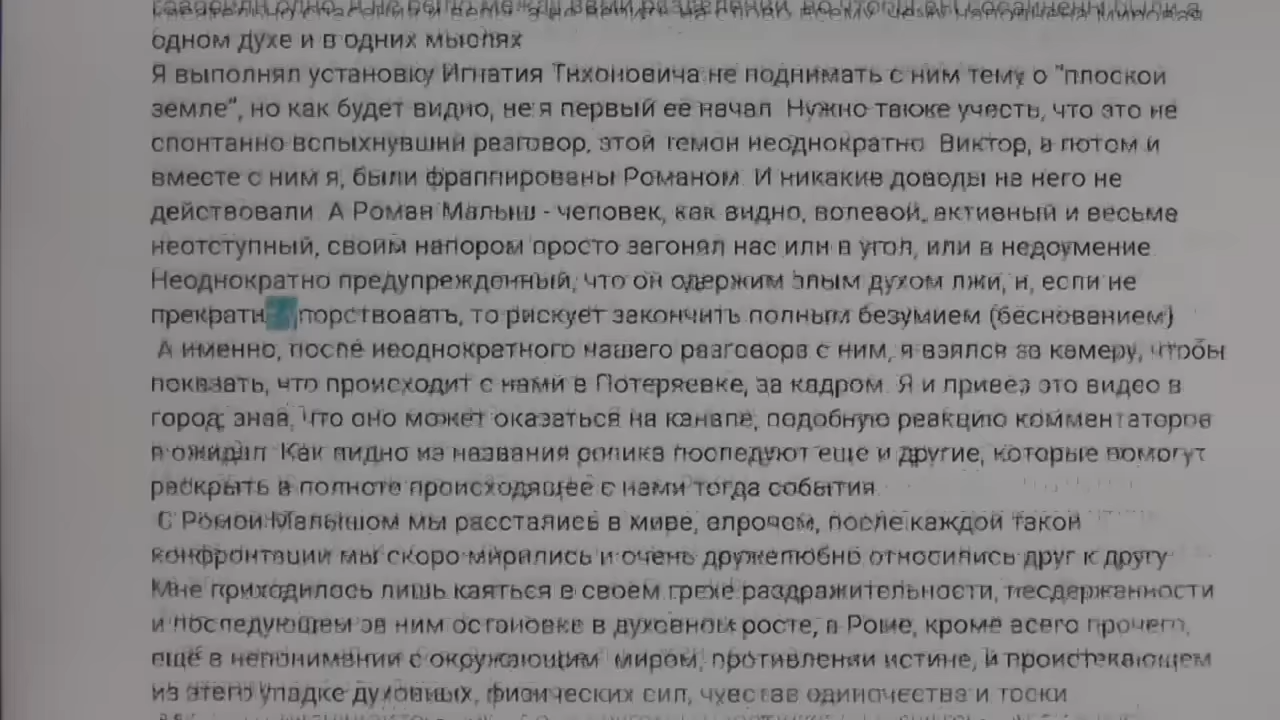 одном духе и в одних мыслях
Я выполнял установку Игнатия Тихоновича не поднимать с ним тему о "плоской
земле", но как будет видно, не я первый её начал. Нужно также учесть, что это не
спонтанно вспыхнувший разговор, этой темой неоднократно Виктор, а потом и
вместе с ним я, были фраппированы Романом. И никакие доводы на него не
действовали. А Роман Малыш - человек, как видно, волевой, активный и весьма
неотступный, своим напором просто загонял нас или в угол, или в недоумение.
Неоднократно предупрежденный, что он одержим злым духом лжи, и, если не
прекрати порствовать, то рискует закончить полным безумием (беснованием)
А именно, после неоднократного нашего разговора с ним, я взялся за камеру, чтобы
показать, что происходит с нами в Потеряевке, за кадром. Я и привёз это видео в
город, зная, что оно может оказаться на канале, подобную реакцию комментаторов
я ожидал. Как видно из названия ролика последуют ещё и другие, которые помогут
раскрыть в полноте происходящее с нами тогда события.
С Ромой Малышом мы расстались в мире, впрочем, после каждой такой
конфронтации мы скоро мирились и очень дружелюбно относились друг к другу
Мне приходилось лишь каяться в своем грехе раздражительности, несдержанности
и последующем за ним остановке в духовном росте, а Роме, кроме всего прочего,
ещё в непонимании с окружающим миром, противлении истине, и проистекающем
из этого упадке духовных, физических сил, чувства одиночества и тоски